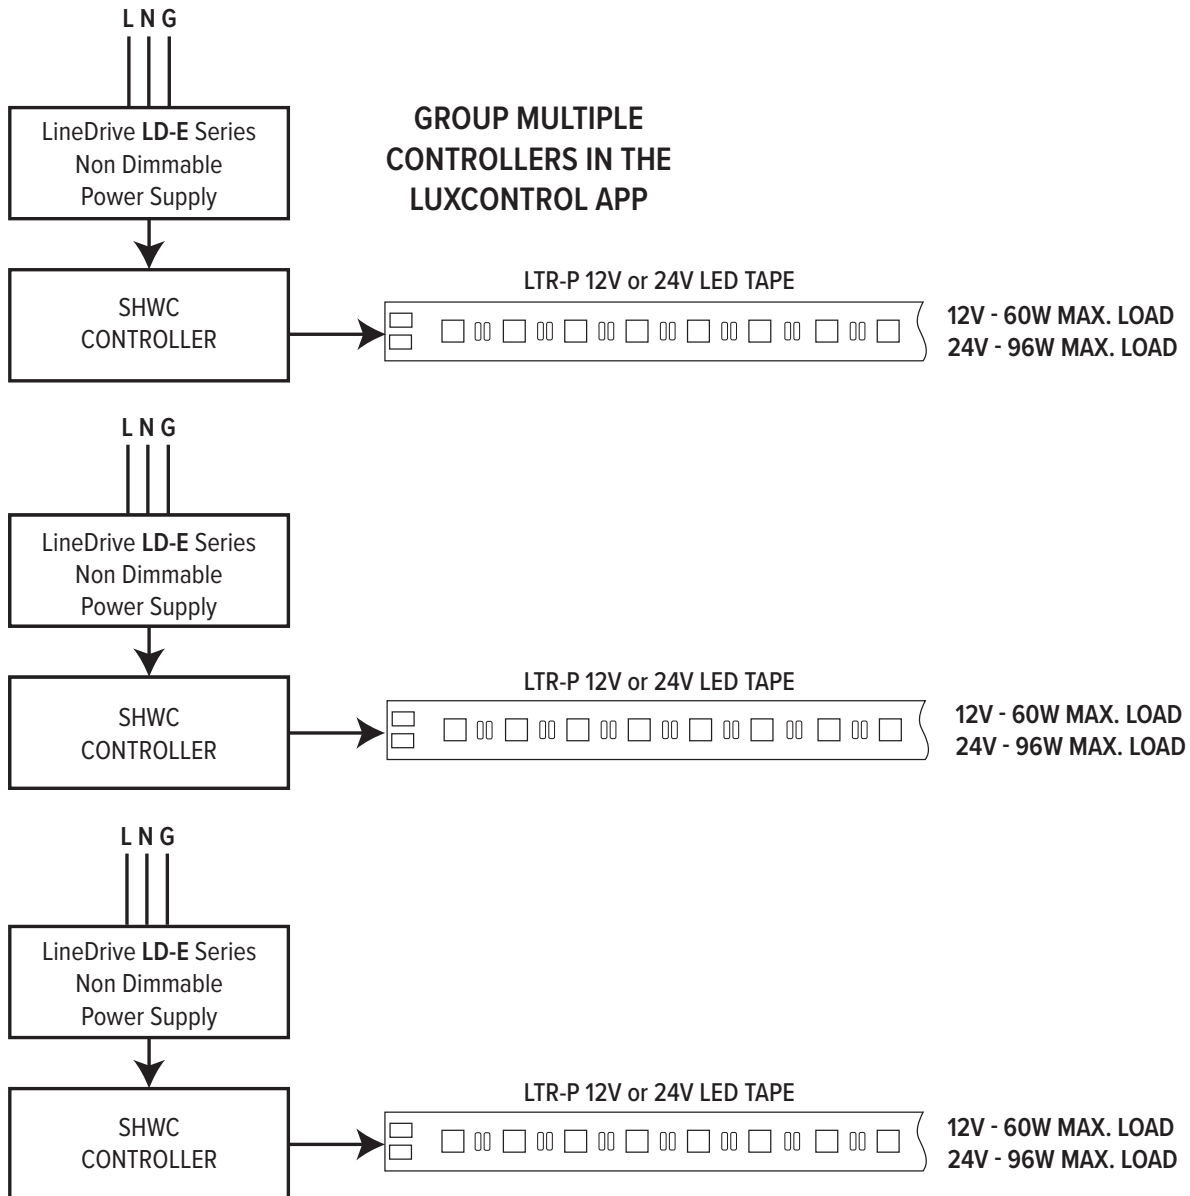 L N G
LineDrive LD-E Series
Non Dimmable
Power Supply
GROUP MULTIPLE
CONTROLLERS IN THE
LUXCONTROL APP
SHWC
CONTROLLER
LTR-P 12V or 24V LED TAPE
12V - 60W MAX. LOAD
24V - 96W MAX. LOAD
L N G
LineDrive LD-E Series
Non Dimmable
Power Supply
SHWC
CONTROLLER
LTR-P 12V or 24V LED TAPE
12V - 60W MAX. LOAD
24V - 96W MAX. LOAD
L N G
LineDrive LD-E Series
Non Dimmable
Power Supply
SHWC
CONTROLLER
LTR-P 12V or 24V LED TAPE
12V - 60W MAX. LOAD
24V - 96W MAX. LOAD